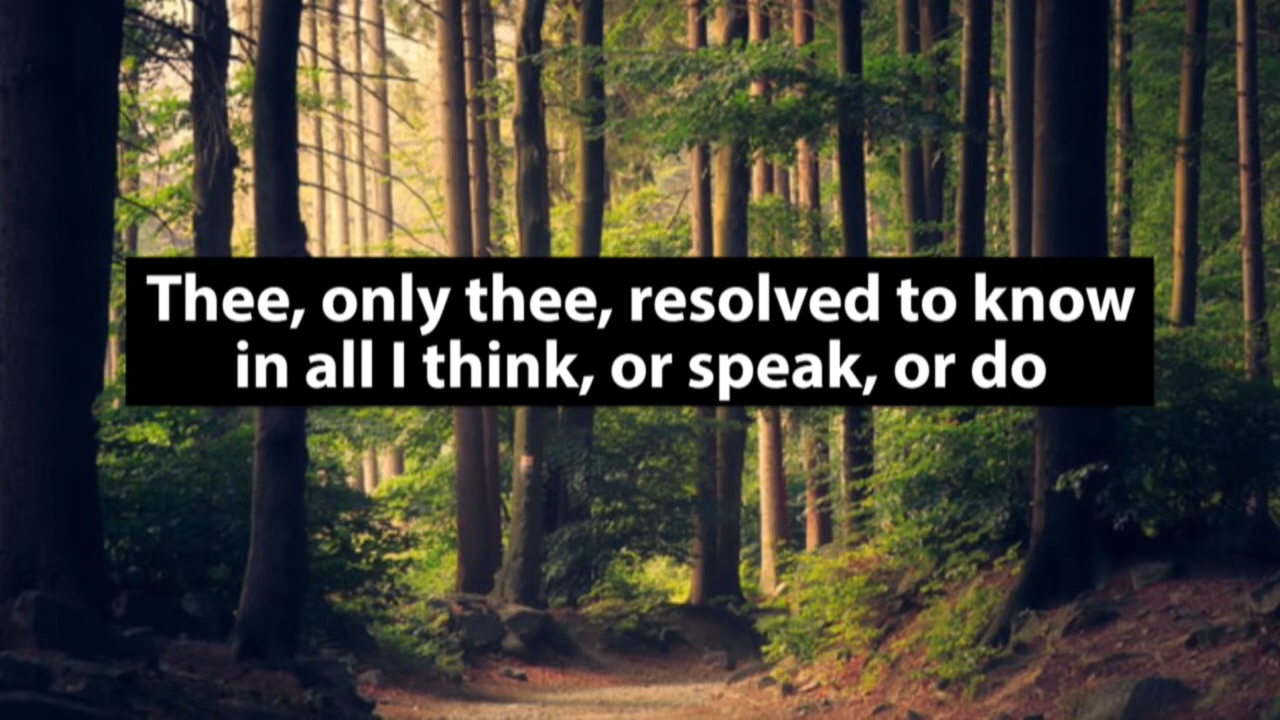 Thee, only thee, resolved to know
in all I think, or speak, or do